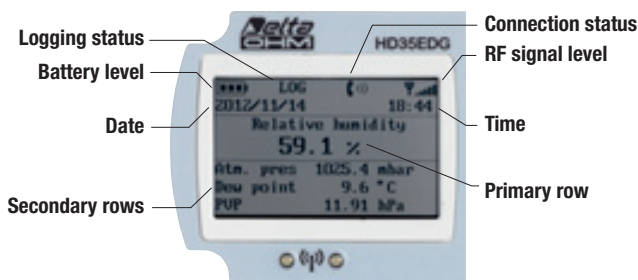 Connection status
Logging status
Delta
OHM
HD35EDG
RF signal level
Battery level
LOG
2012/11/14 18:44
Date
Time
Relative humidity
59.1 %
Atm. pres 1025.4 mbar
Primary row
Dew point 9.6 °C
Secondary rows
PVP 11.91 hPa